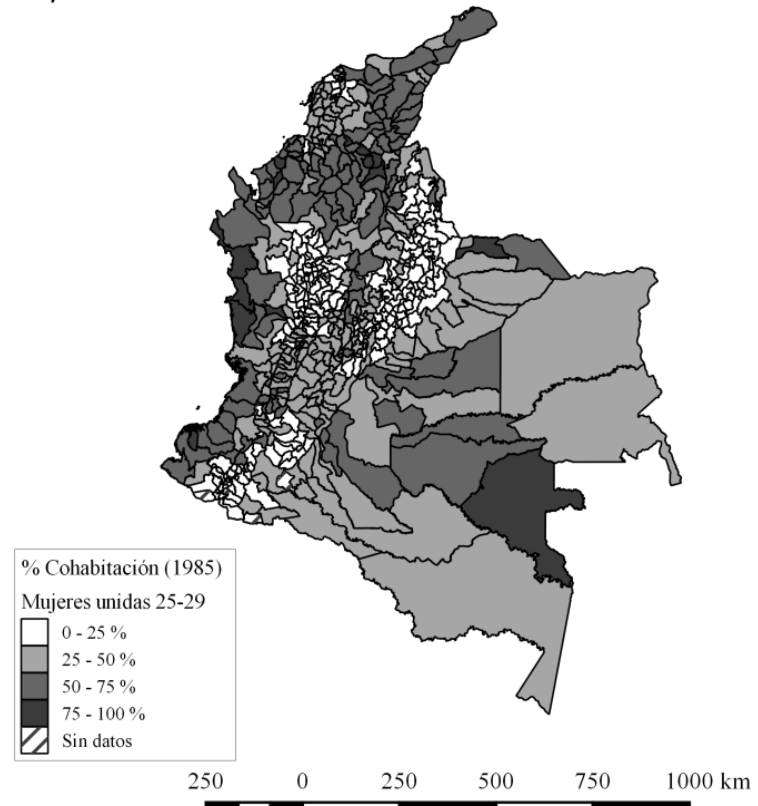 % Cohabitación (1985)
Mujeres unidas 25-29
0 - 25 %
25 - 50 %
50 - 75 %
75 - 100 %
Sin datos
250 0 250 500 750 1000 km